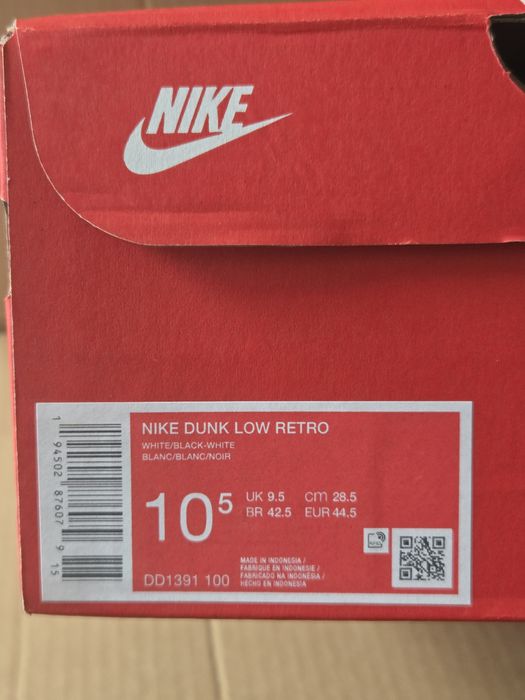 NIKE
NIKE DUNK LOW RETRO
WHITE/BLACK-WHITE
BLANC/BLANC/NOIR
10⁵
UK 9.5 cm 28.5
BR 42.5 EUR 44.5
DD1391 100
MADE IN INDONESIA/
FABRIQUE EN INDONESIE/
FABRICADO NA INDONÉSIA/
HECHO EN INDONESIA
1 94502 87607 9 15